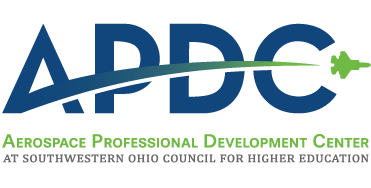 APDC
AEROSPACE PROFESSIONAL DEVELOPMENT CENTER
AT SOUTHWESTERN OHIO COUNCIL FOR HIGHER EDUCATION